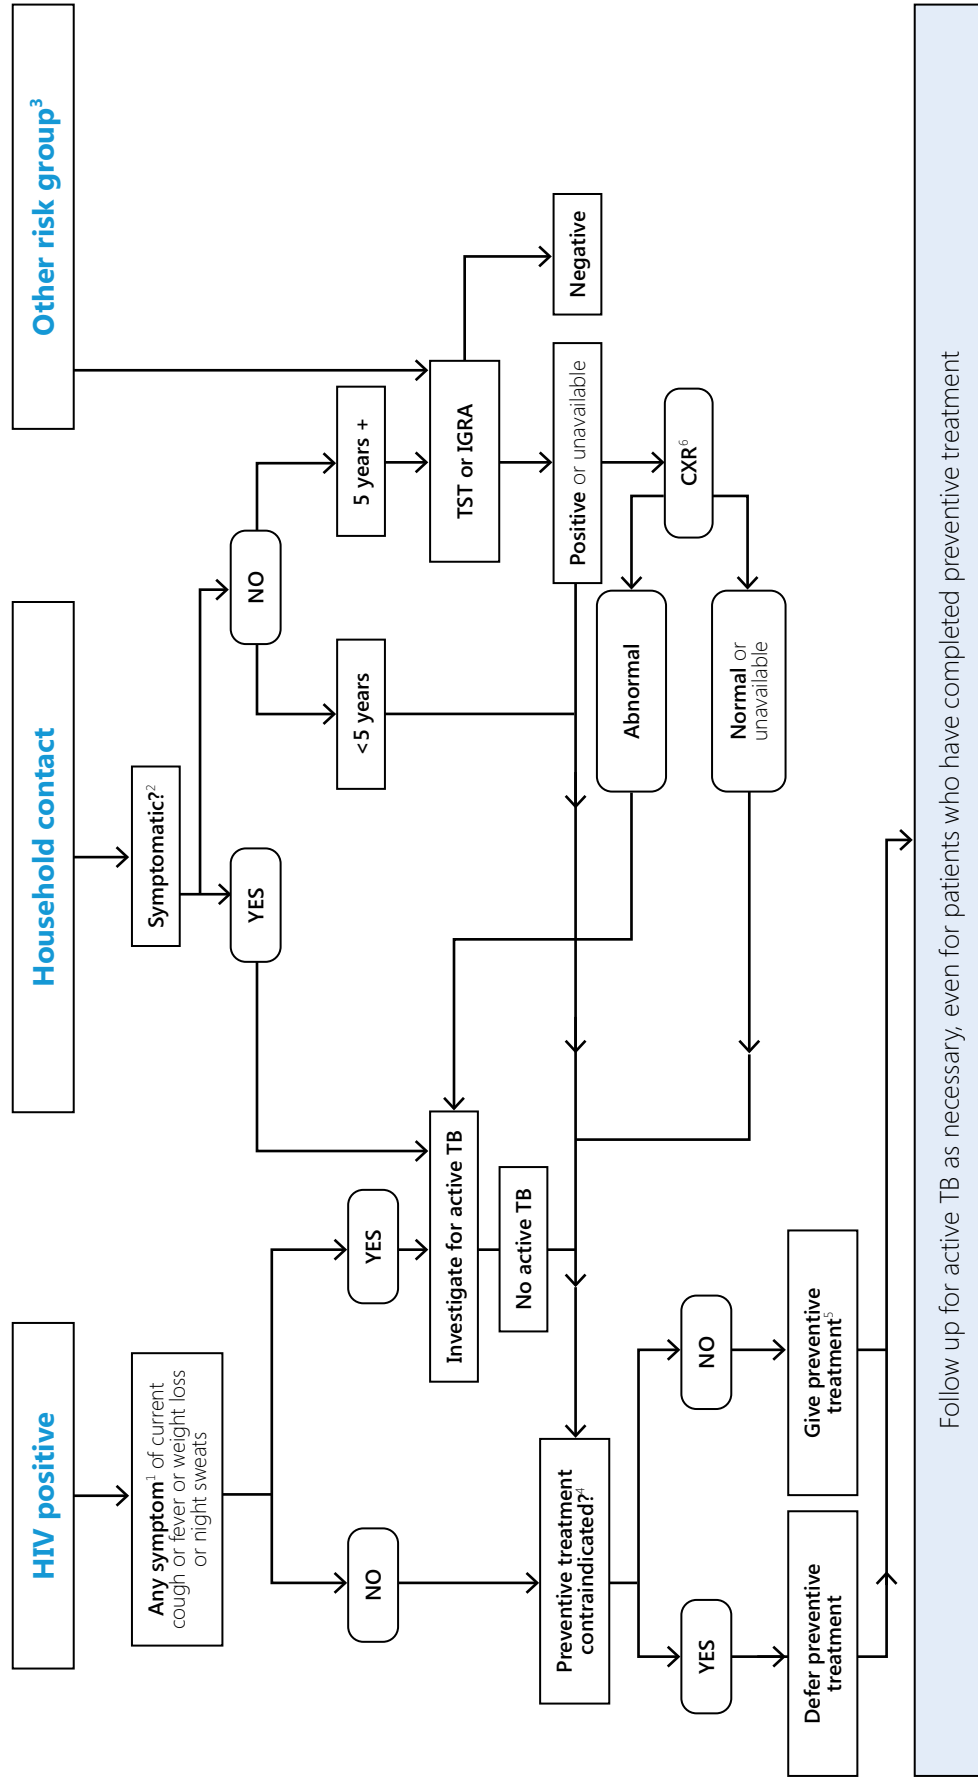 HIV positive
Household contact
Other risk group³
Any symptom¹ of current
cough or fever or weight loss
or night sweats
Symptomatic?²
YES
NO
NO
YES
<5 years
5 years +
Investigate for active TB
TST or IGRA
No active TB
Positive or unavailable
Negative
Preventive treatment
contraindicated?⁴
Abnormal
CXR⁶
YES
NO
Normal or
unavailable
Defer preventive
treatment
Give preventive
treatment⁵
Follow up for active TB as necessary, even for patients who have completed preventive treatment